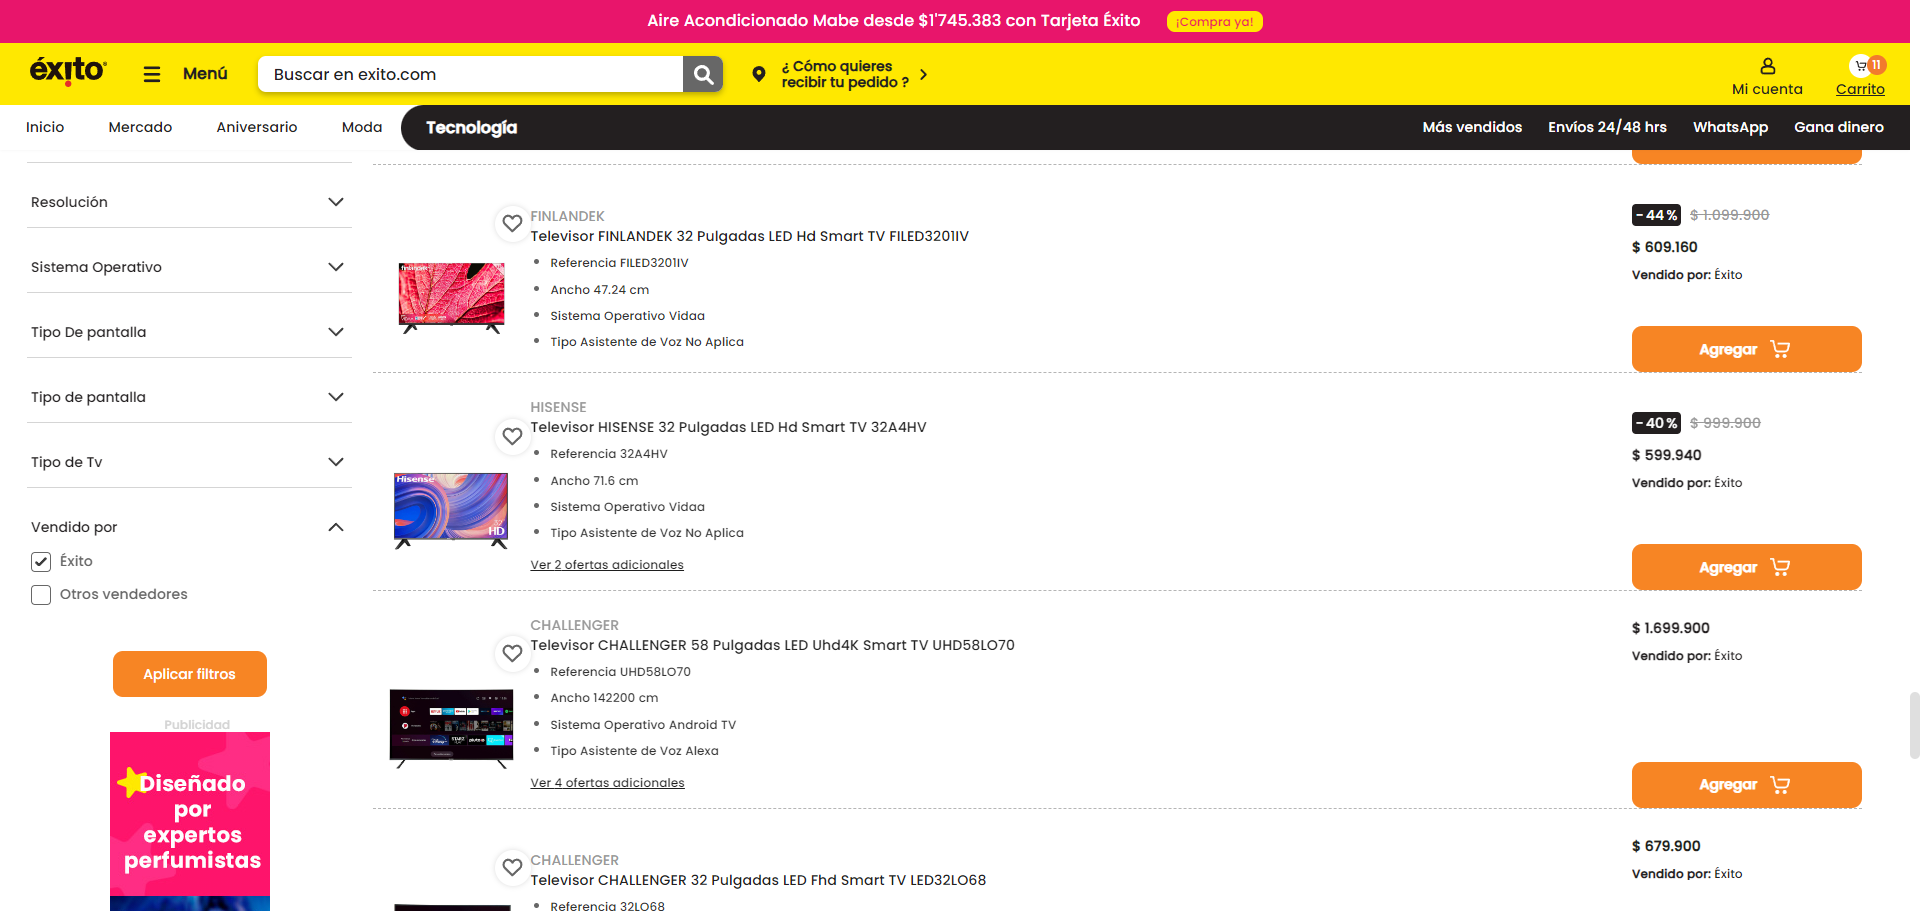 Aire Acondicionado Mabe desde $1'745.383 con Tarjeta Éxito
¡Compra ya!
éxito
Menú
Buscar en exito.com
¿ Cómo quieres
recibir tu pedido ?
Mi cuenta
11
Carrito
Inicio
Mercado
Aniversario
Moda
Tecnología
Más vendidos
Envíos 24/48 hrs
WhatsApp
Gana dinero
Resolución
Sistema Operativo
Tipo De pantalla
Tipo de pantalla
Tipo de Tv
Vendido por
Éxito
Otros vendedores
Aplicar filtros
Publicidad
Diseñado
por
expertos
perfumistas
FINLANDEK
Televisor FINLANDEK 32 Pulgadas LED Hd Smart TV FILED3201IV
Referencia FILED3201IV
Ancho 47.24 cm
Sistema Operativo Vidaa
Tipo Asistente de Voz No Aplica
-44% $ 1.099.900
$ 609.160
Vendido por: Éxito
Agregar
HISENSE
Televisor HISENSE 32 Pulgadas LED Hd Smart TV 32A4HV
Referencia 32A4HV
Ancho 71.6 cm
Sistema Operativo Vidaa
Tipo Asistente de Voz No Aplica
Ver 2 ofertas adicionales
Hisense
32
HD
-40% $ 999.900
$ 599.940
Vendido por: Éxito
Agregar
CHALLENGER
Televisor CHALLENGER 58 Pulgadas LED Uhd4K Smart TV UHD58LO70
Referencia UHD58LO70
Ancho 142200 cm
Sistema Operativo Android TV
Tipo Asistente de Voz Alexa
Ver 4 ofertas adicionales
$ 1.699.900
Vendido por: Éxito
Agregar
CHALLENGER
Televisor CHALLENGER 32 Pulgadas LED Fhd Smart TV LED32LO68
Referencia 32LO68
$ 679.900
Vendido por: Éxito